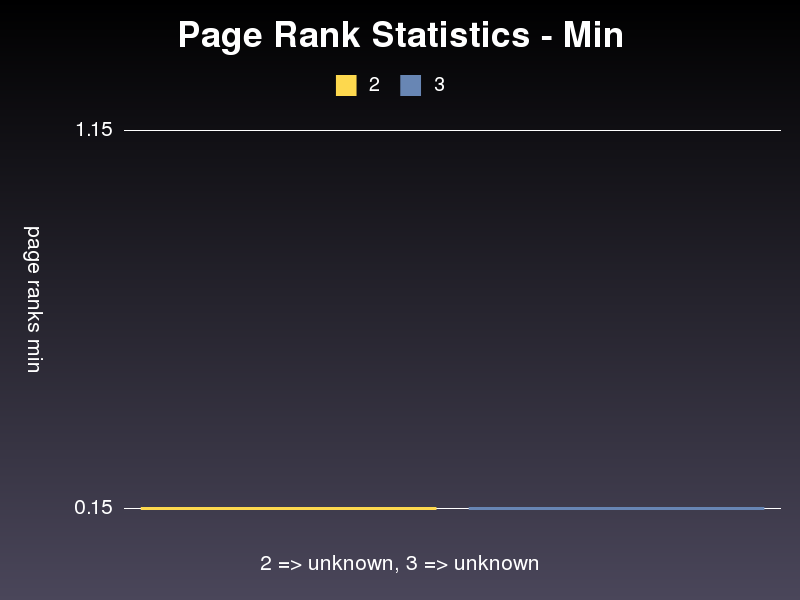 Page Rank Statistics - Min
2 3
1.15
page ranks min
0.15
2 => unknown, 3 => unknown